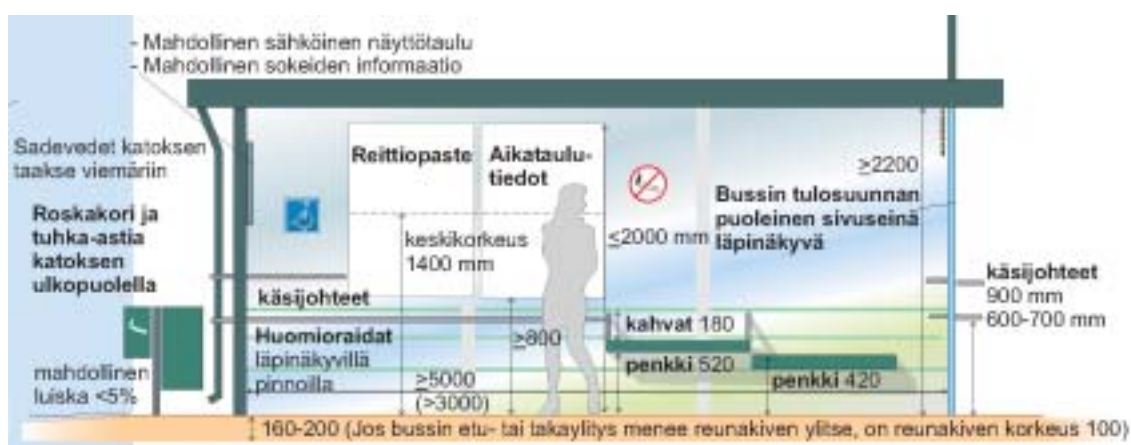 - Mahdollinen sähköinen näyttötaulu
- Mahdollinen sokeiden informaatio
Sadevedet katoksen
taakse viemäriin
Roskakori ja
tuhka-astia
katoksen
ulkopuolella
mahdollinen
luiska <5%
Reittiopaste
Aikataulu-
tiedot
keskikorkeus
1400 mm
käsijohteet
Huomioraidat
läpinäkyvillä
pinnoilla
≥800
≥5000
(>3000)
≤2000 mm
≥2200
Bussin tulosuunnan
puoleinen sivuseinä
läpinäkyvä
kahvat 180
penkki 520
penkki 420
käsijohteet
900 mm
600-700 mm
160-200 (Jos bussin etu- tai takaylitys menee reunakiven ylitse, on reunakiven korkeus 100)